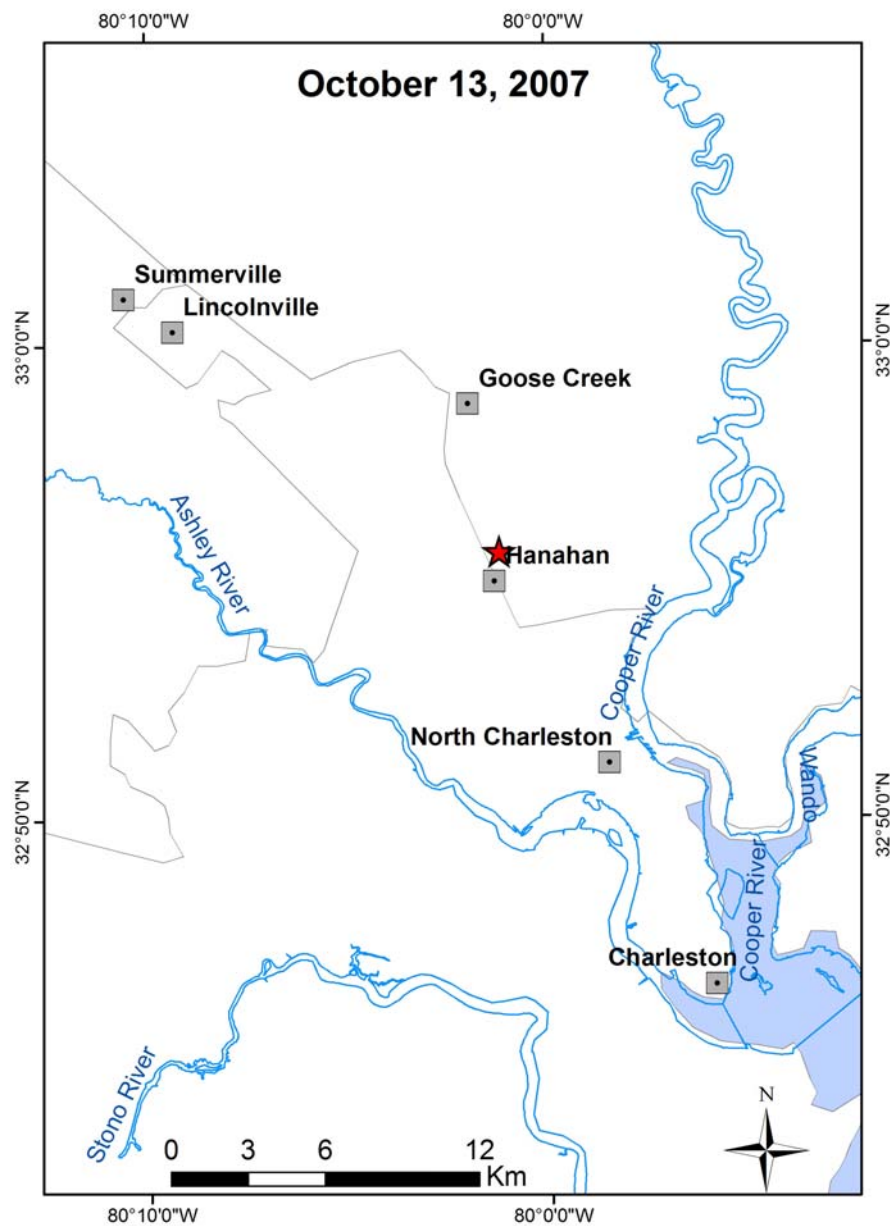 80°10'0"W
80°0'0"W
October 13, 2007
Summerville
Lincolnville
33°0'0"N
33°0'0"N
Goose Creek
Ashley River
Hanahan
Cooper River
North Charleston
Wando
32°50'0"N
32°50'0"N
Cooper River
Charleston
Stono River
N
0 3 6 12
Km
80°10'0"W
80°0'0"W